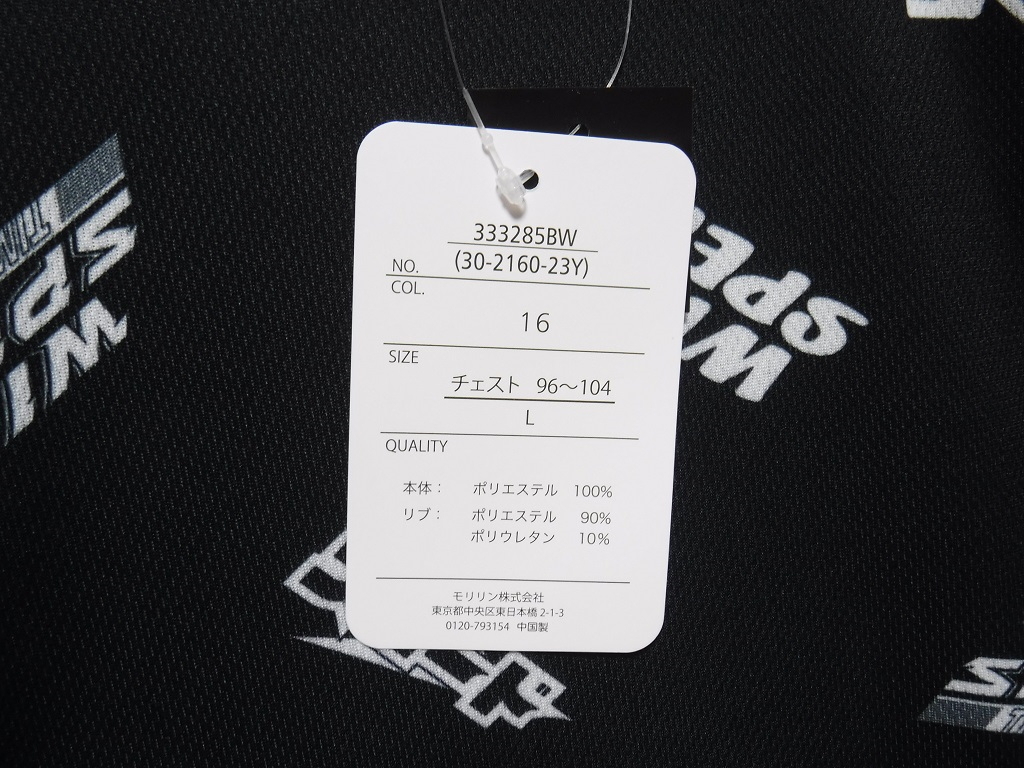 333285BW
NO. (30-2160-23Y)
COL.
16
SIZE
チェスト 96～104
L
QUALITY
本体： ポリエステル 100%
リブ： ポリエステル 90%
ポリウレタン 10%
モリリン株式会社
東京都中央区東日本橋 2-1-3
0120-793154 中国製